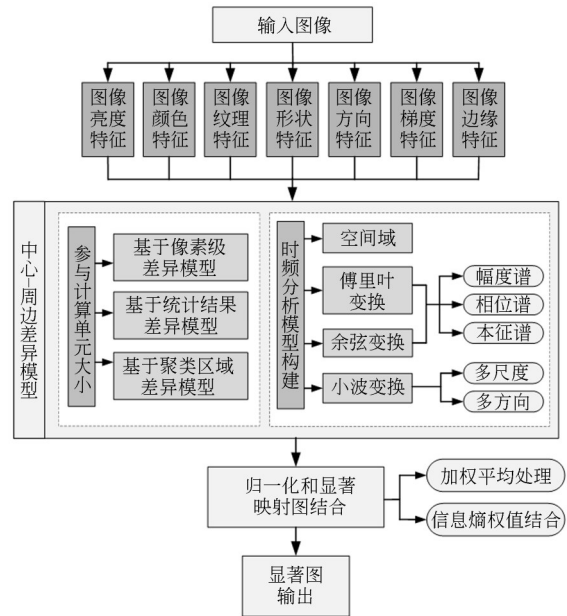 输入图像
图像
亮度
特征
图像
颜色
特征
图像
纹理
特征
图像
形状
特征
图像
方向
特征
图像
梯度
特征
图像
边缘
特征
中心-周边差异模型
参与计算单元大小
基于像素级
差异模型
基于统计结果
差异模型
基于聚类区域
差异模型
时频分析模型构建
空间域
傅里叶
变换
余弦变换
小波变换
幅度谱
相位谱
本征谱
多尺度
多方向
归一化和显著
映射图结合
加权平均处理
信息熵权值结合
显著图
输出